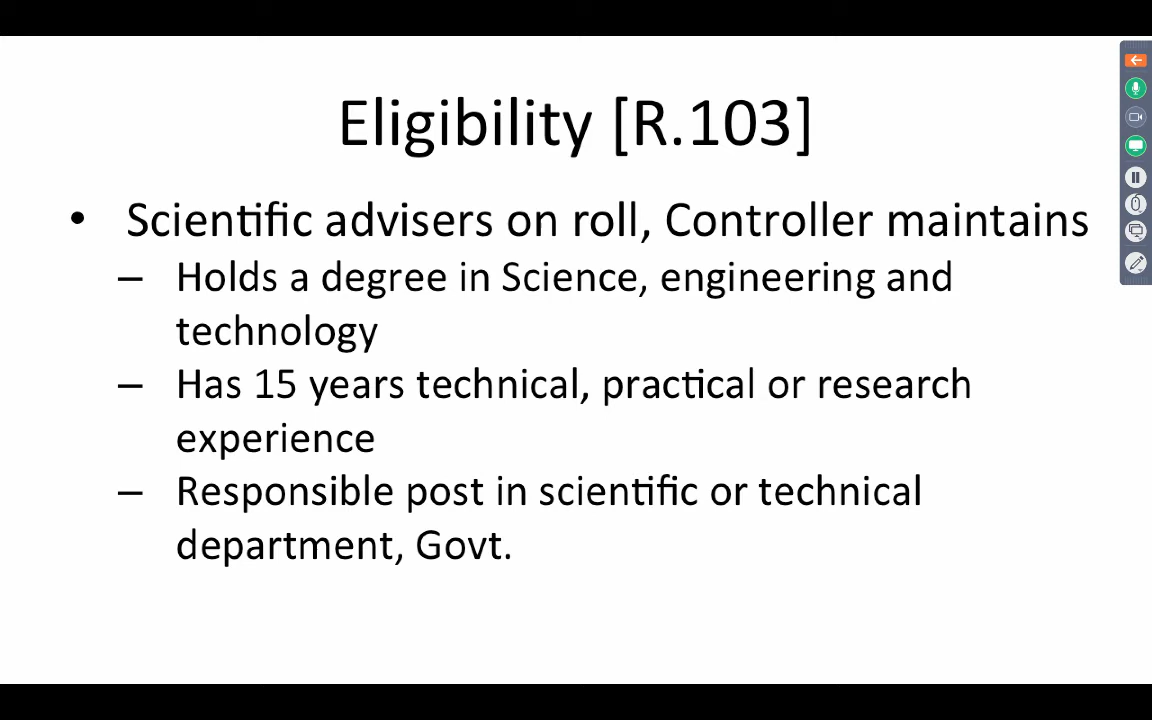 Eligibility [R.103]
• Scientific advisers on roll, Controller maintains
– Holds a degree in Science, engineering and
technology
– Has 15 years technical, practical or research
experience
– Responsible post in scientific or technical
department, Govt.